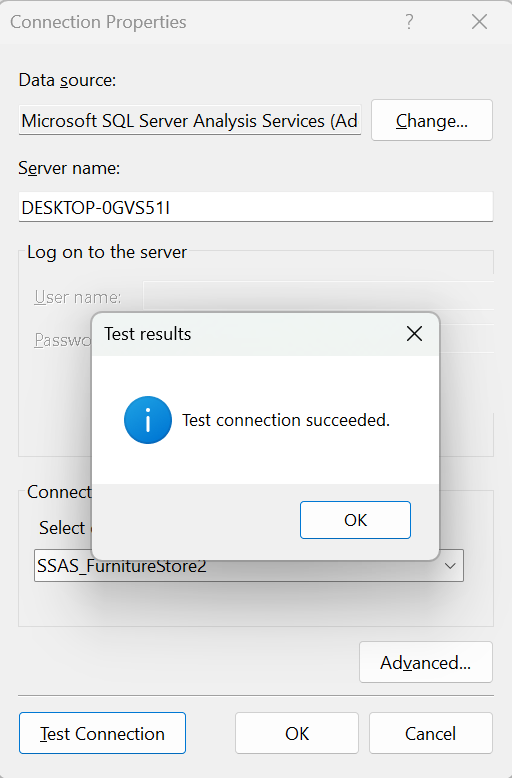 Connection Properties
Data source:
Microsoft SQL Server Analysis Services (Ad
Change...
Server name:
DESKTOP-0GVS51I
Log on to the server
User name:
Passwo
Test results
Test connection succeeded.
OK
Connect
Select
SSAS_FurnitureStore2
Advanced...
Test Connection
OK
Cancel